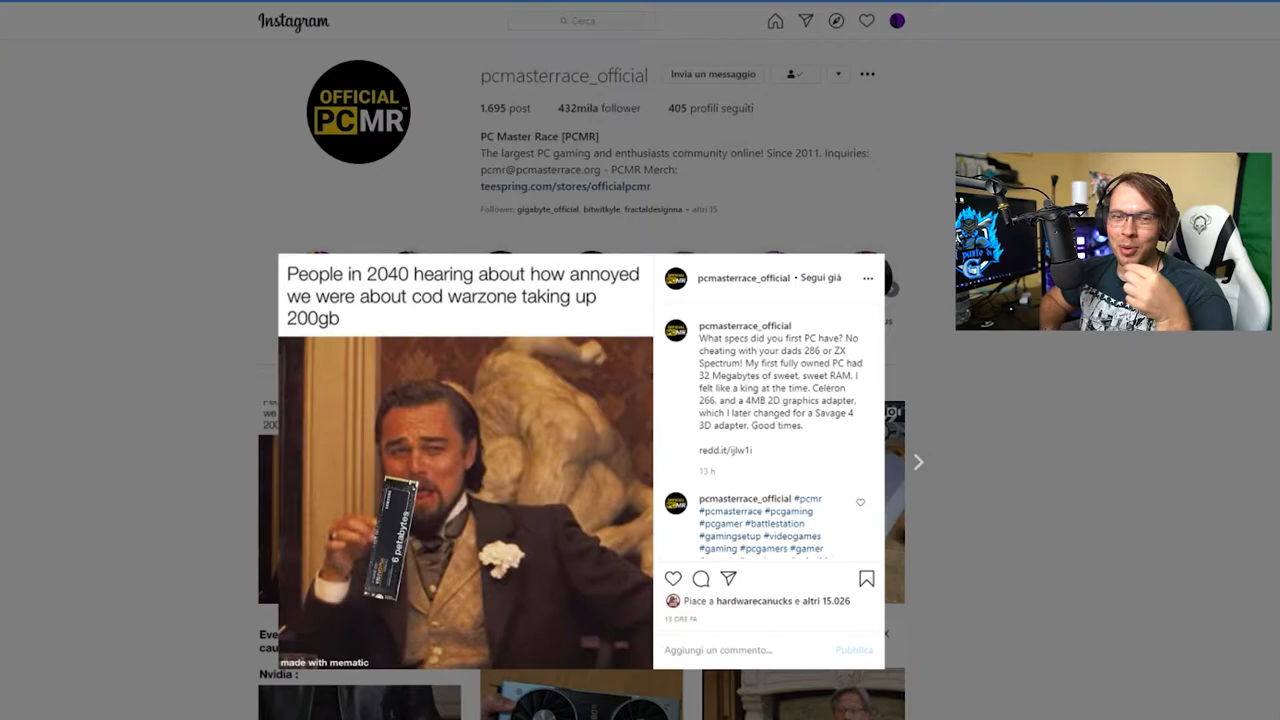 Instagram
Cerca
OFFICIAL
PCMR
pcmasterrace_official
Invia un messaggio
1.695 post
432mila follower
405 profili seguiti
PC Master Race [PCMR]
The largest PC gaming and enthusiasts community online! Since 2011. Inquiries:
pcmr@pcmasterrace.org - PCMR Merch:
teespring.com/stores/officialpcmr
Follower: gigabyte_official, bitwitkyle, fractaldesignna + altri 15
People in 2040 hearing about how annoyed
we were about cod warzone taking up
200gb
SAMSUNG
6 petabytes
made with mematic
pcmasterrace_official • Segui già
pcmasterrace_official
What specs did you first PC have? No
cheating with your dads 286 or ZX
Spectrum! My first fully owned PC had
32 Megabytes of sweet, sweet RAM. I
felt like a king at the time. Celeron
266, and a 4MB 2D graphics adapter,
which I later changed for a Savage 4
3D adapter. Good times.
redd.it/ijlw1i
13 h
pcmasterrace_official #pcmr
#pcmasterrace #pcgaming
#pcgamer #battlestation
#gamingsetup #videogames
#gaming #pcgamers #gamer
Piace a hardwarecanucks e altri 15.026
13 ORE FA
Aggiungi un commento...
Pubblica
we
200
Eve
cau
Nvidia :